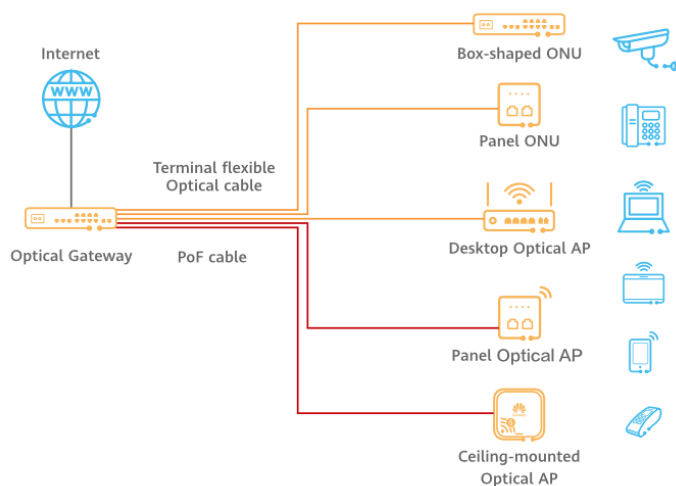 Internet
WWW
Terminal flexible
Optical cable
Optical Gateway
PoF cable
Box-shaped ONU
Panel ONU
Desktop Optical AP
Panel Optical AP
Ceiling-mounted
Optical AP